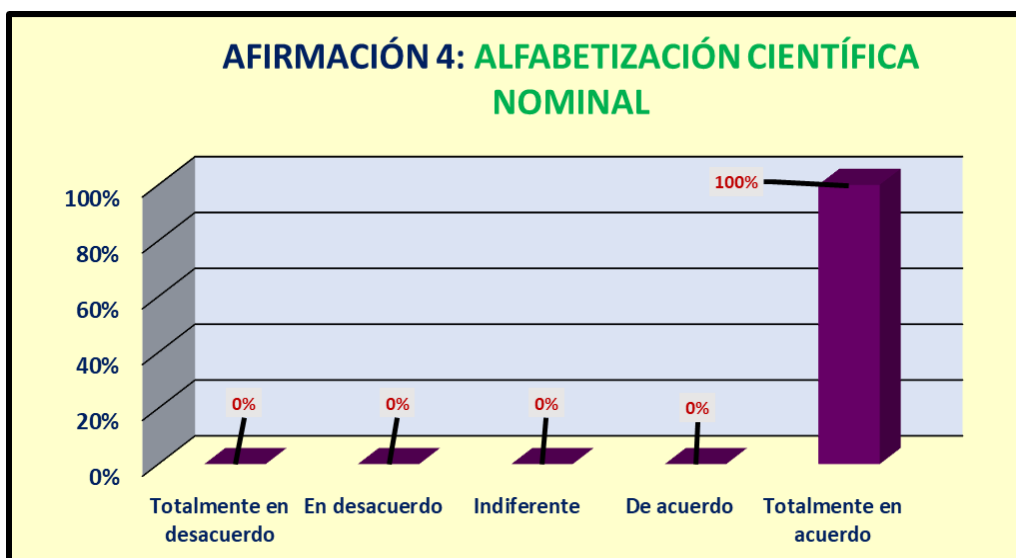 AFIRMACIÓN 4: ALFABETIZACIÓN CIENTÍFICA
NOMINAL
100%
80%
60%
40%
20%
0%
0%
0%
0%
0%
100%
Totalmente en
desacuerdo
En desacuerdo
Indiferente
De acuerdo
Totalmente en
acuerdo